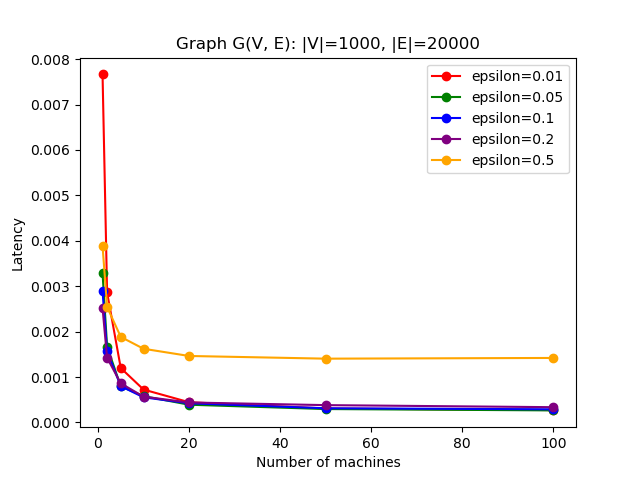 Graph G(V, E): |V|=1000, |E|=20000
0.008
0.007
0.006
0.005
0.004
0.003
0.002
0.001
0.000
Latency
epsilon=0.01
epsilon=0.05
epsilon=0.1
epsilon=0.2
epsilon=0.5
0 20 40 60 80 100
Number of machines